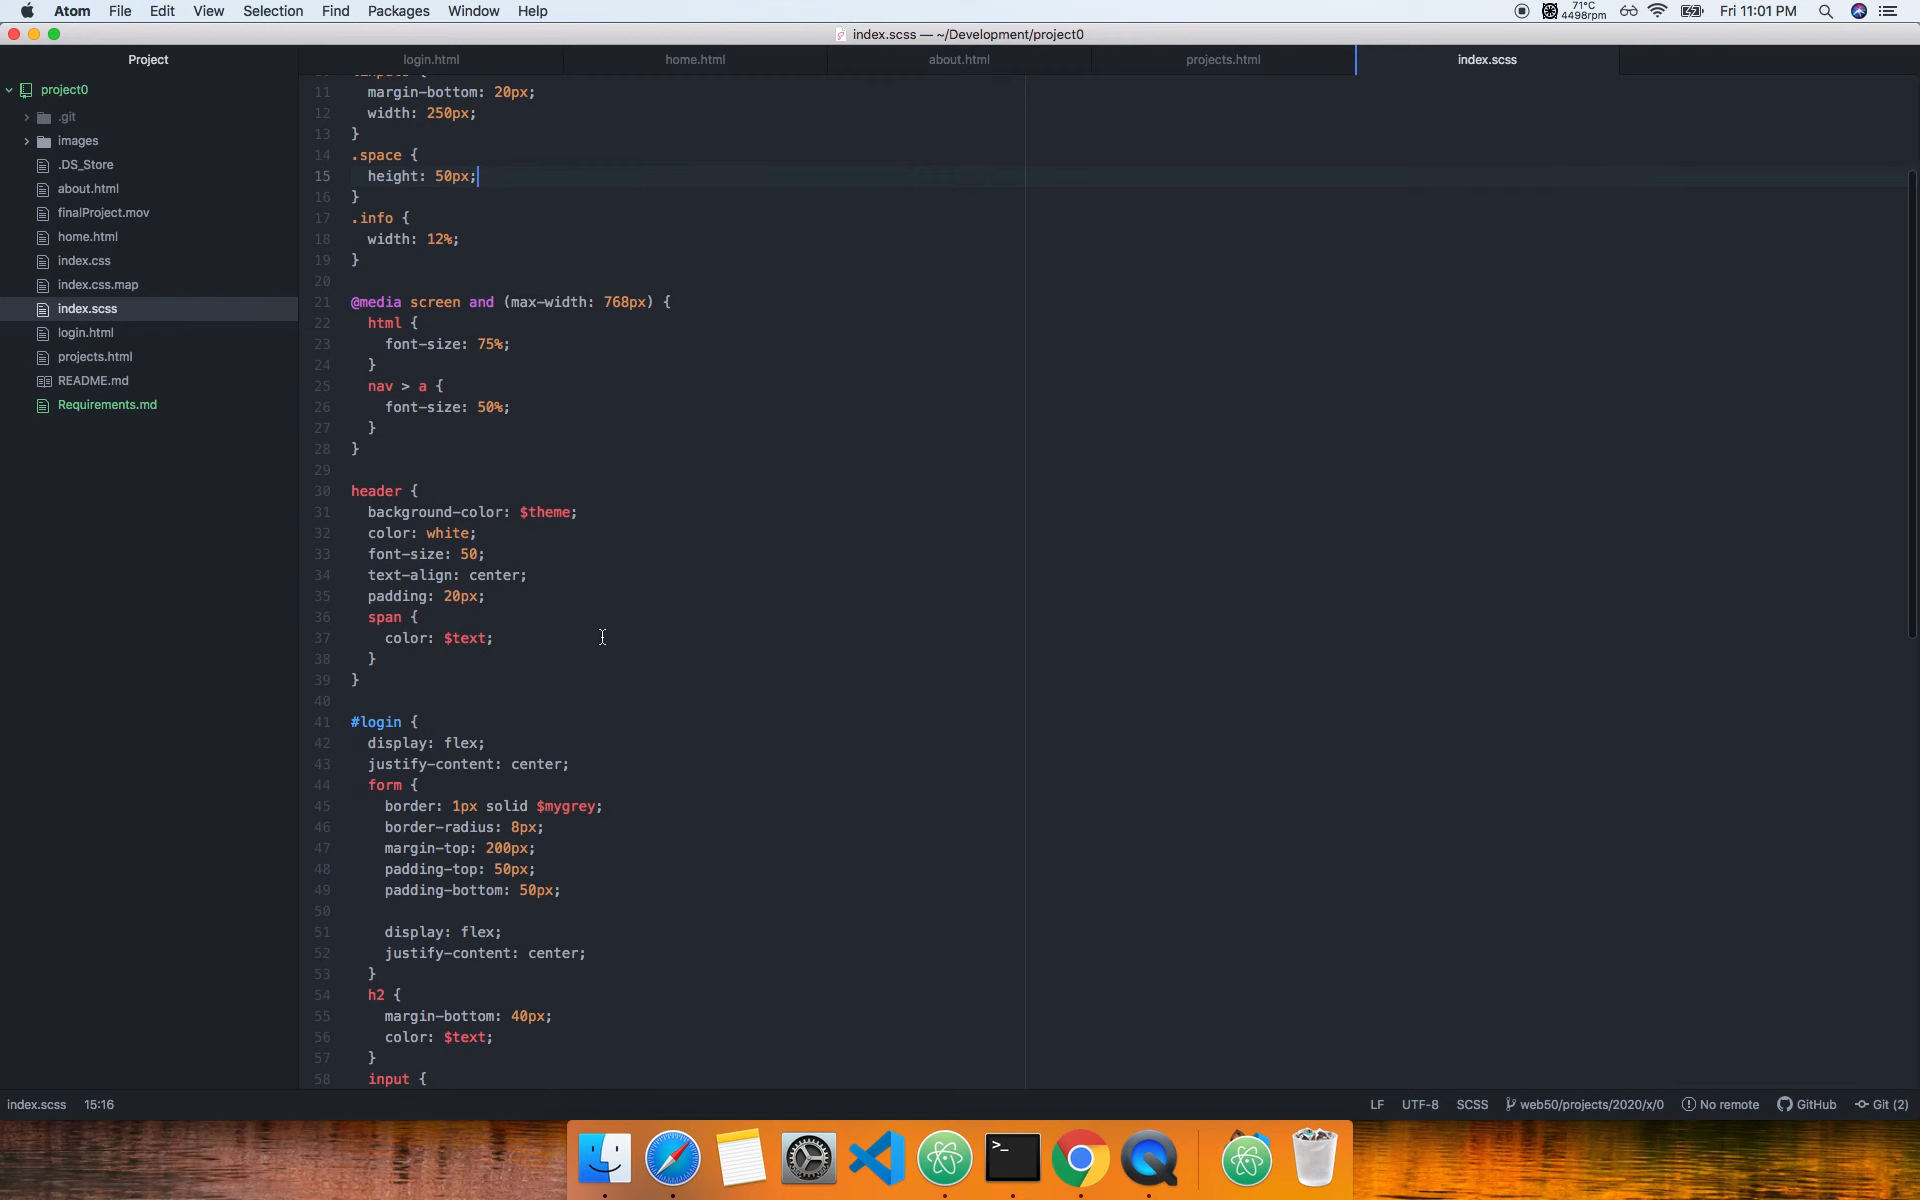 Atom File Edit View Selection Find Packages Window Help
71°C
4498rpm
Fri 11:01 PM
index.scss — ~/Development/project0
Project
login.html
home.html
about.html
projects.html
index.scss
project0
.git
images
.DS_Store
about.html
finalProject.mov
home.html
index.css
index.css.map
index.scss
login.html
projects.html
README.md
Requirements.md
11 margin-bottom: 20px;
12 width: 250px;
13 }
14 .space {
15 height: 50px;
16 }
17 .info {
18 width: 12%;
19 }
20
21 @media screen and (max-width: 768px) {
22 html {
23 font-size: 75%;
24 }
25 nav > a {
26 font-size: 50%;
27 }
28 }
29
30 header {
31 background-color: $theme;
32 color: white;
33 font-size: 50;
34 text-align: center;
35 padding: 20px;
36 span {
37 color: $text;
38 }
39 }
40
41 #login {
42 display: flex;
43 justify-content: center;
44 form {
45 border: 1px solid $mygrey;
46 border-radius: 8px;
47 margin-top: 200px;
48 padding-top: 50px;
49 padding-bottom: 50px;
50
51 display: flex;
52 justify-content: center;
53 }
54 h2 {
55 margin-bottom: 40px;
56 color: $text;
57 }
58 input {
index.scss 15:16
LF UTF-8 SCSS web50/projects/2020/x/0 No remote GitHub Git (2)
>_